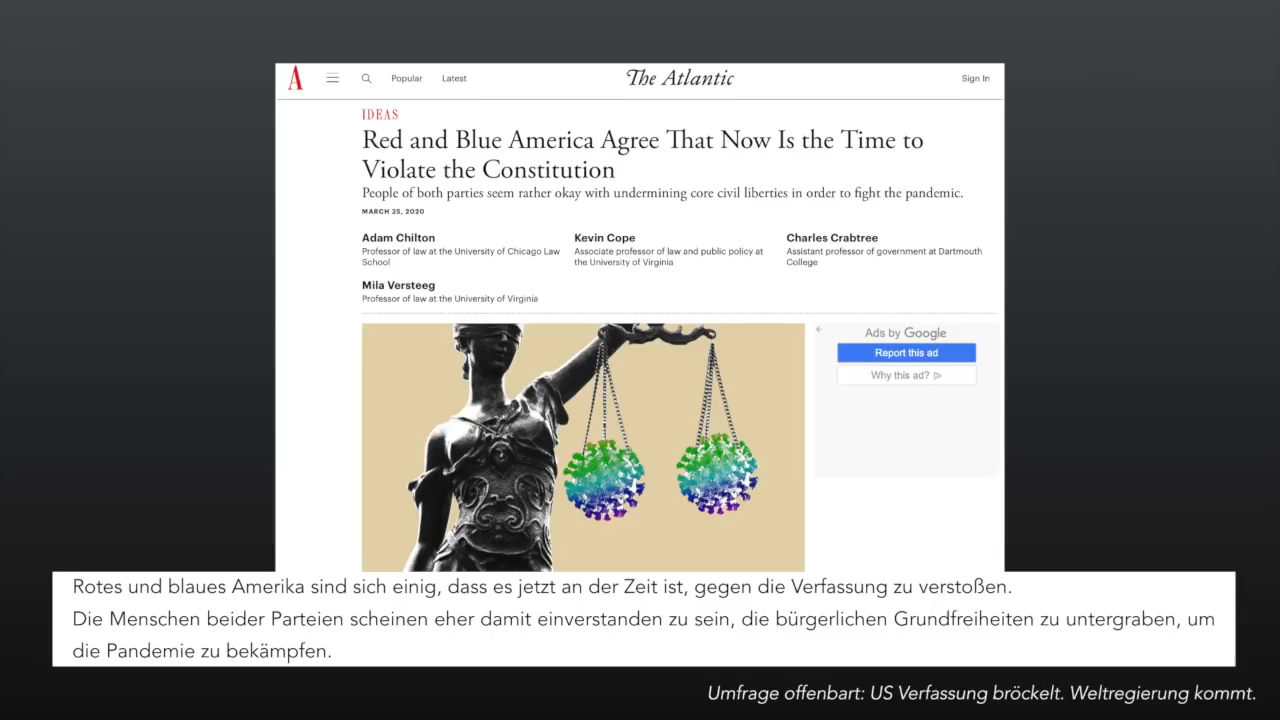 A Popular Latest The Atlantic Sign In
IDEAS
Red and Blue America Agree That Now Is the Time to
Violate the Constitution
People of both parties seem rather okay with undermining core civil liberties in order to fight the pandemic.
MARCH 25, 2020
Adam Chilton
Professor of law at the University of Chicago Law
School
Kevin Cope
Associate professor of law and public policy at
the University of Virginia
Charles Crabtree
Assistant professor of government at Dartmouth
College
Mila Versteeg
Professor of law at the University of Virginia
Ads by Google
Report this ad
Why this ad?
Rotes und blaues Amerika sind sich einig, dass es jetzt an der Zeit ist, gegen die Verfassung zu verstoßen.
Die Menschen beider Parteien scheinen eher damit einverstanden zu sein, die bürgerlichen Grundfreiheiten zu untergraben, um
die Pandemie zu bekämpfen.
Umfrage offenbart: US Verfassung bröckelt. Weltregierung kommt.